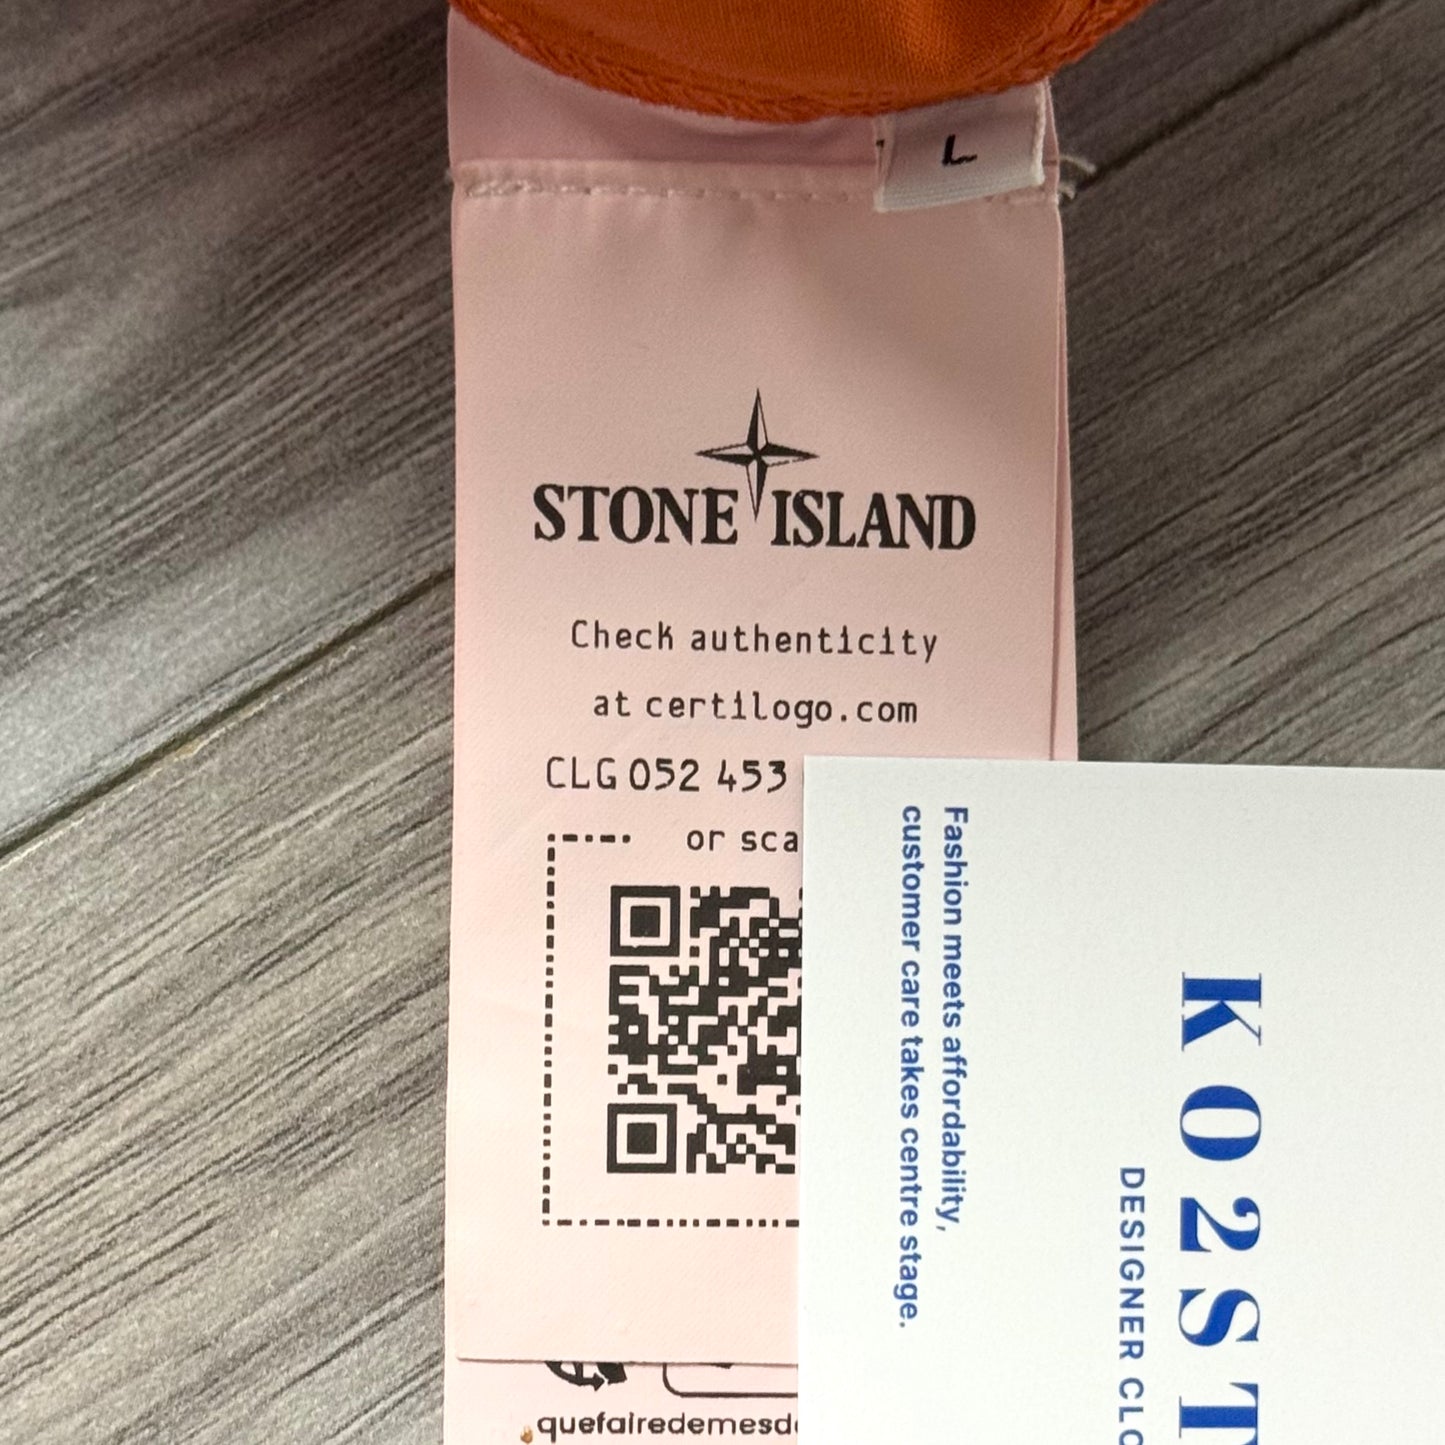 L
STONE ISLAND
Check authenticity
at certilogo.com
CLG 052 453
or sca
quefairedemesd
Fashion meets affordability,
customer care takes centre stage.
KO2ST
DESIGNER CLO